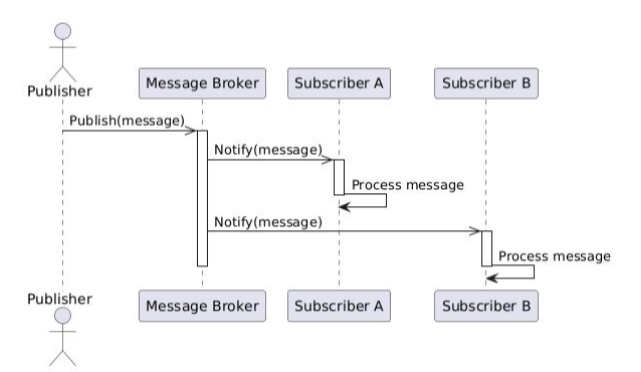 Publisher
Message Broker
Subscriber A
Subscriber B
Publish(message)
Notify(message)
Process message
Notify(message)
Process message
Publisher
Message Broker
Subscriber A
Subscriber B